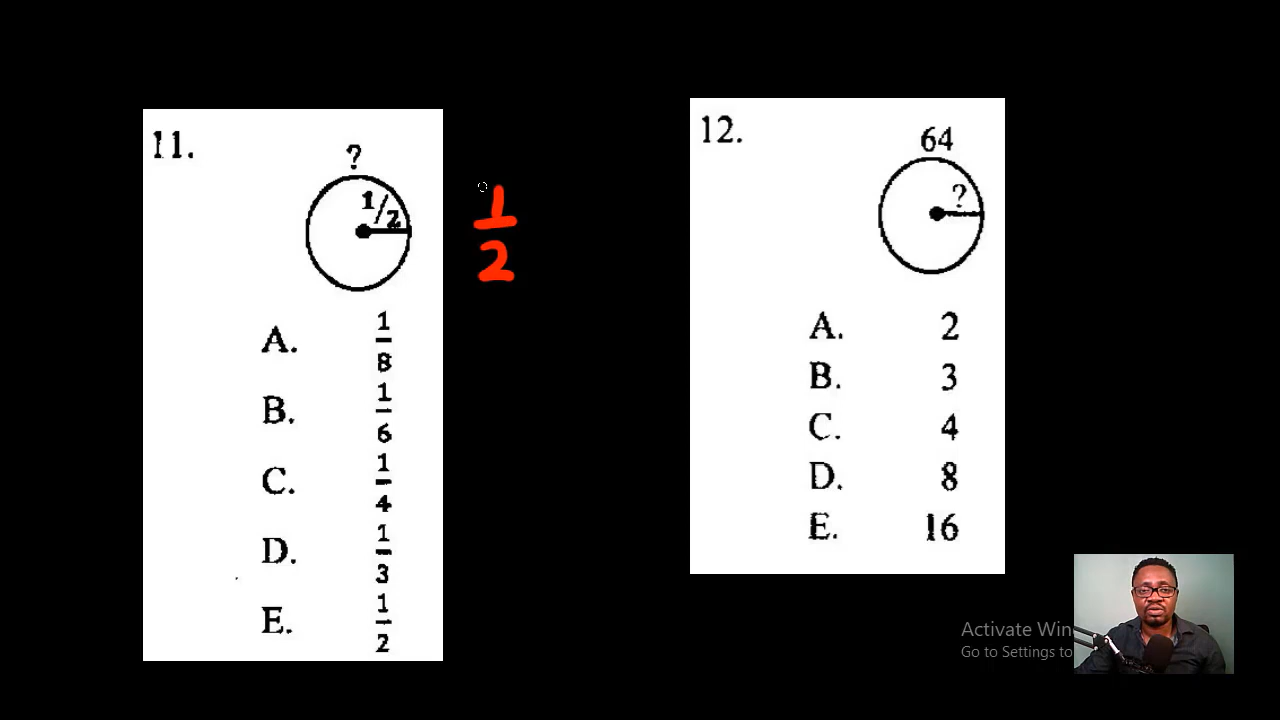 11.
?
1/2
A. 1/8
B. 1/6
C. 1/4
D. 1/3
E. 1/2
1/2
12.
64
?
A. 2
B. 3
C. 4
D. 8
E. 16
Activate Win
Go to Settings to